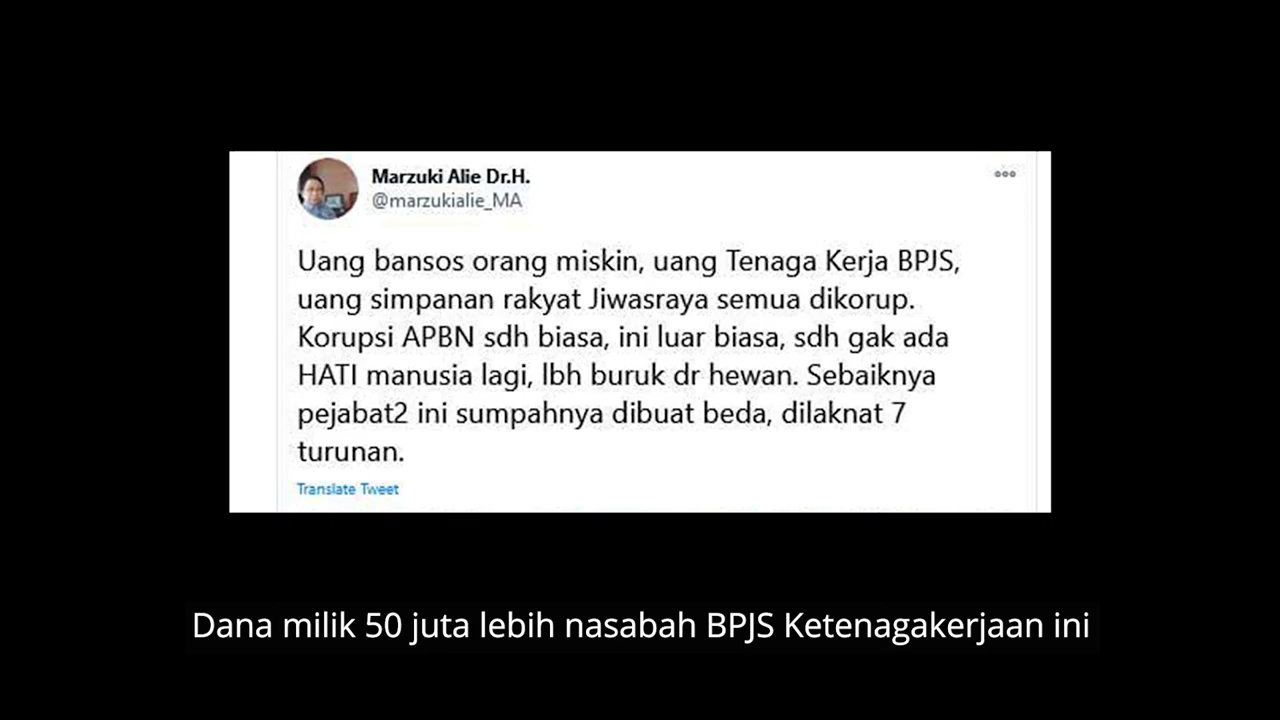 Marzuki Alie Dr.H.
@marzukialie_MA
Uang bansos orang miskin, uang Tenaga Kerja BPJS,
uang simpanan rakyat Jiwasraya semua dikorup.
Korupsi APBN sdh biasa, ini luar biasa, sdh gak ada
HATI manusia lagi, lbh buruk dr hewan. Sebaiknya
pejabat2 ini sumpahnya dibuat beda, dilaknat 7
turunan.
Translate Tweet
Dana milik 50 juta lebih nasabah BPJS Ketenagakerjaan ini